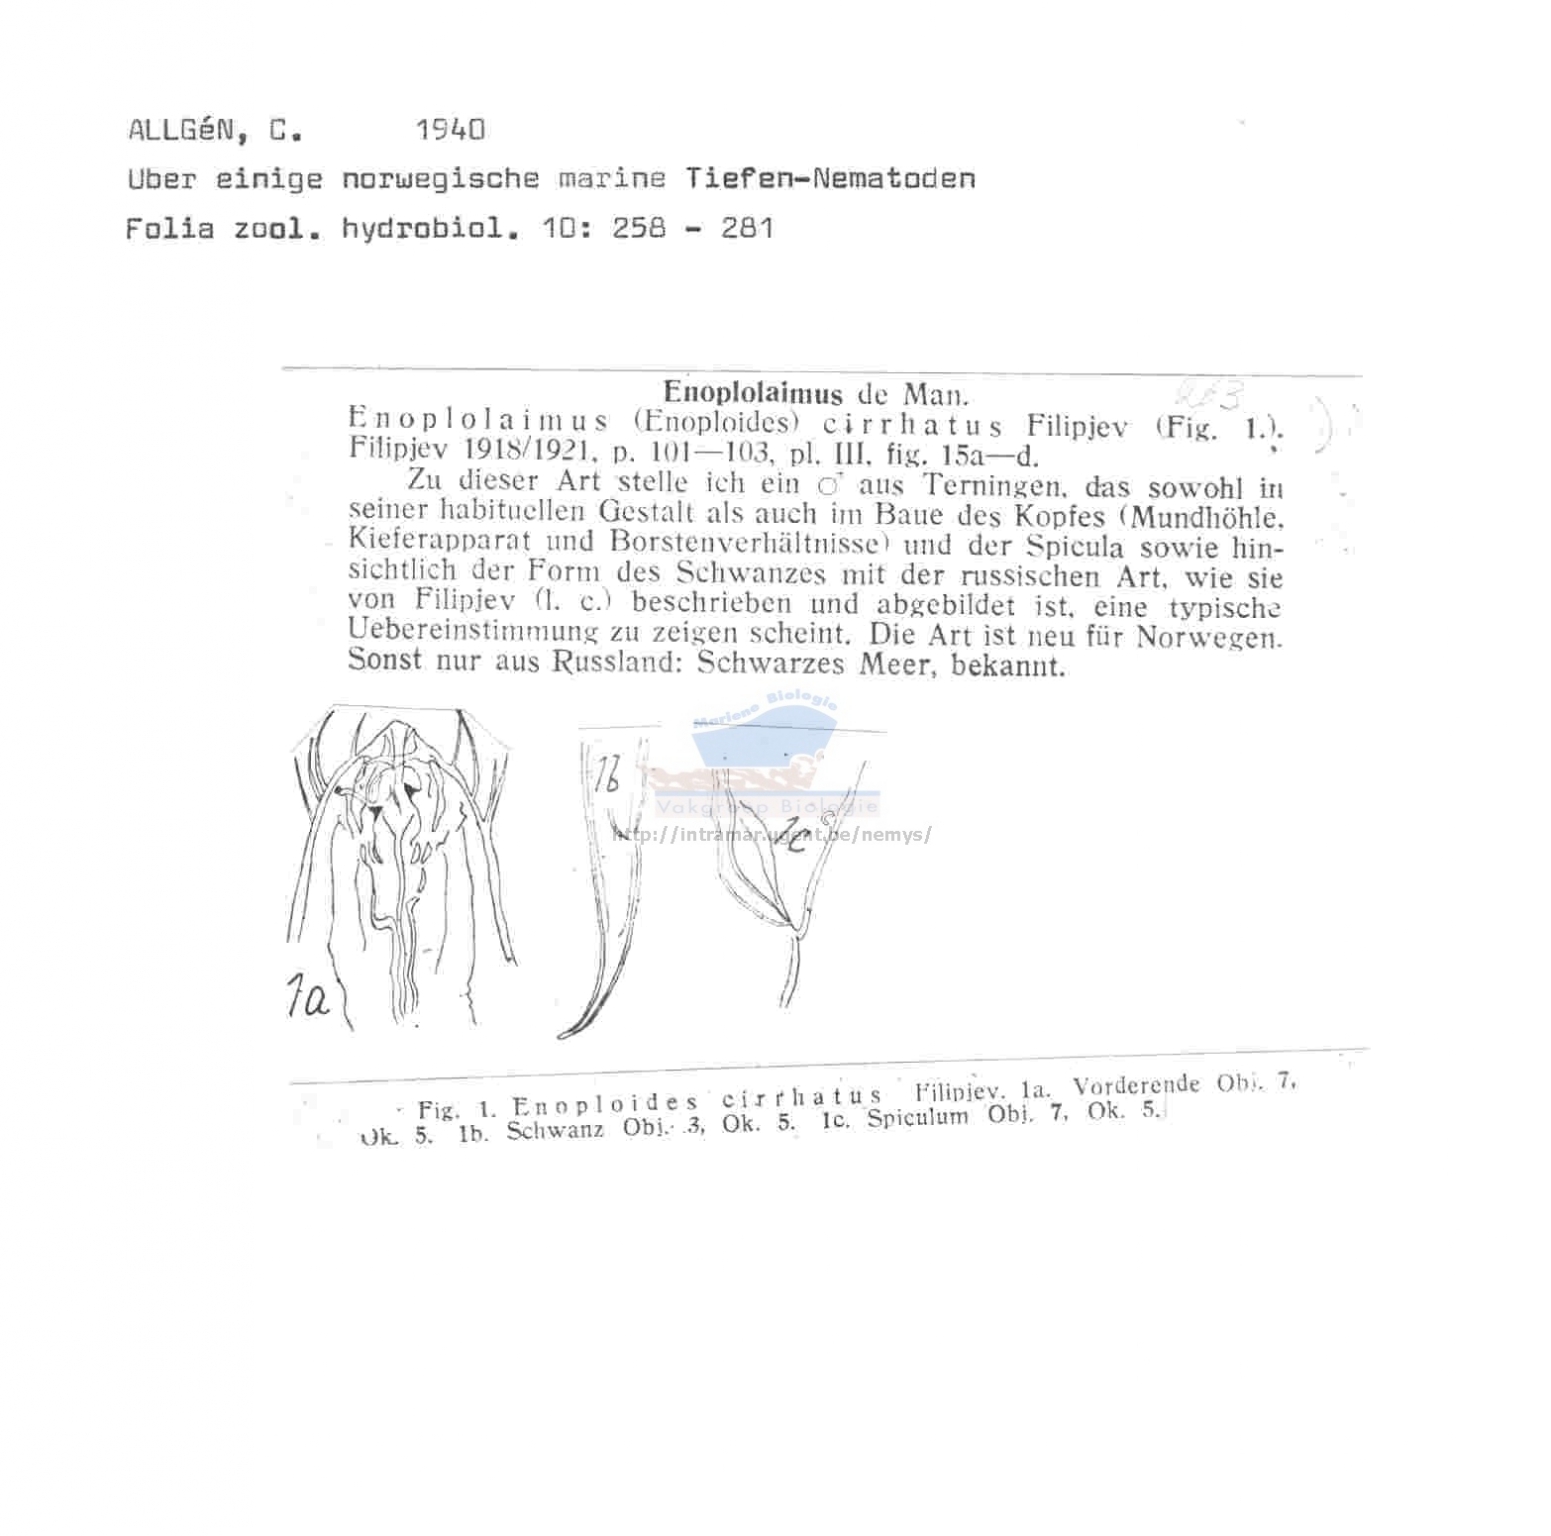 ALLGéN, C. 1940
Uber einige norwegische marine Tiefen-Nematoden
Folia zool. hydrobiol. 10: 258 - 281
Enoplolaimus de Man.
Enoplolaimus (Enoploides) cirrhatus Filipjev (Fig. 1.).
Filipjev 1918/1921, p. 101—103, pl. III, fig. 15a—d.
Zu dieser Art stelle ich ein ♂ aus Terningen, das sowohl in
seiner habituellen Gestalt als auch im Baue des Kopfes (Mundhöhle,
Kieferapparat und Borstenverhältnisse) und der Spicula sowie hin-
sichtlich der Form des Schwanzes mit der russischen Art, wie sie
von Filipjev (l. c.) beschrieben und abgebildet ist, eine typische
Uebereinstimmung zu zeigen scheint. Die Art ist neu für Norwegen.
Sonst nur aus Russland: Schwarzes Meer, bekannt.
Mariene Biologie
1b
Vakgroep Biologie
1c
http://intramar.ugent.be/nemys/
1a
Fig. 1. Enoploides cirrhatus Filipjev. 1a. Vorderende Obj. 7,
Ok. 5. 1b. Schwanz Obj. 3, Ok. 5. 1c. Spiculum Obj. 7, Ok. 5.